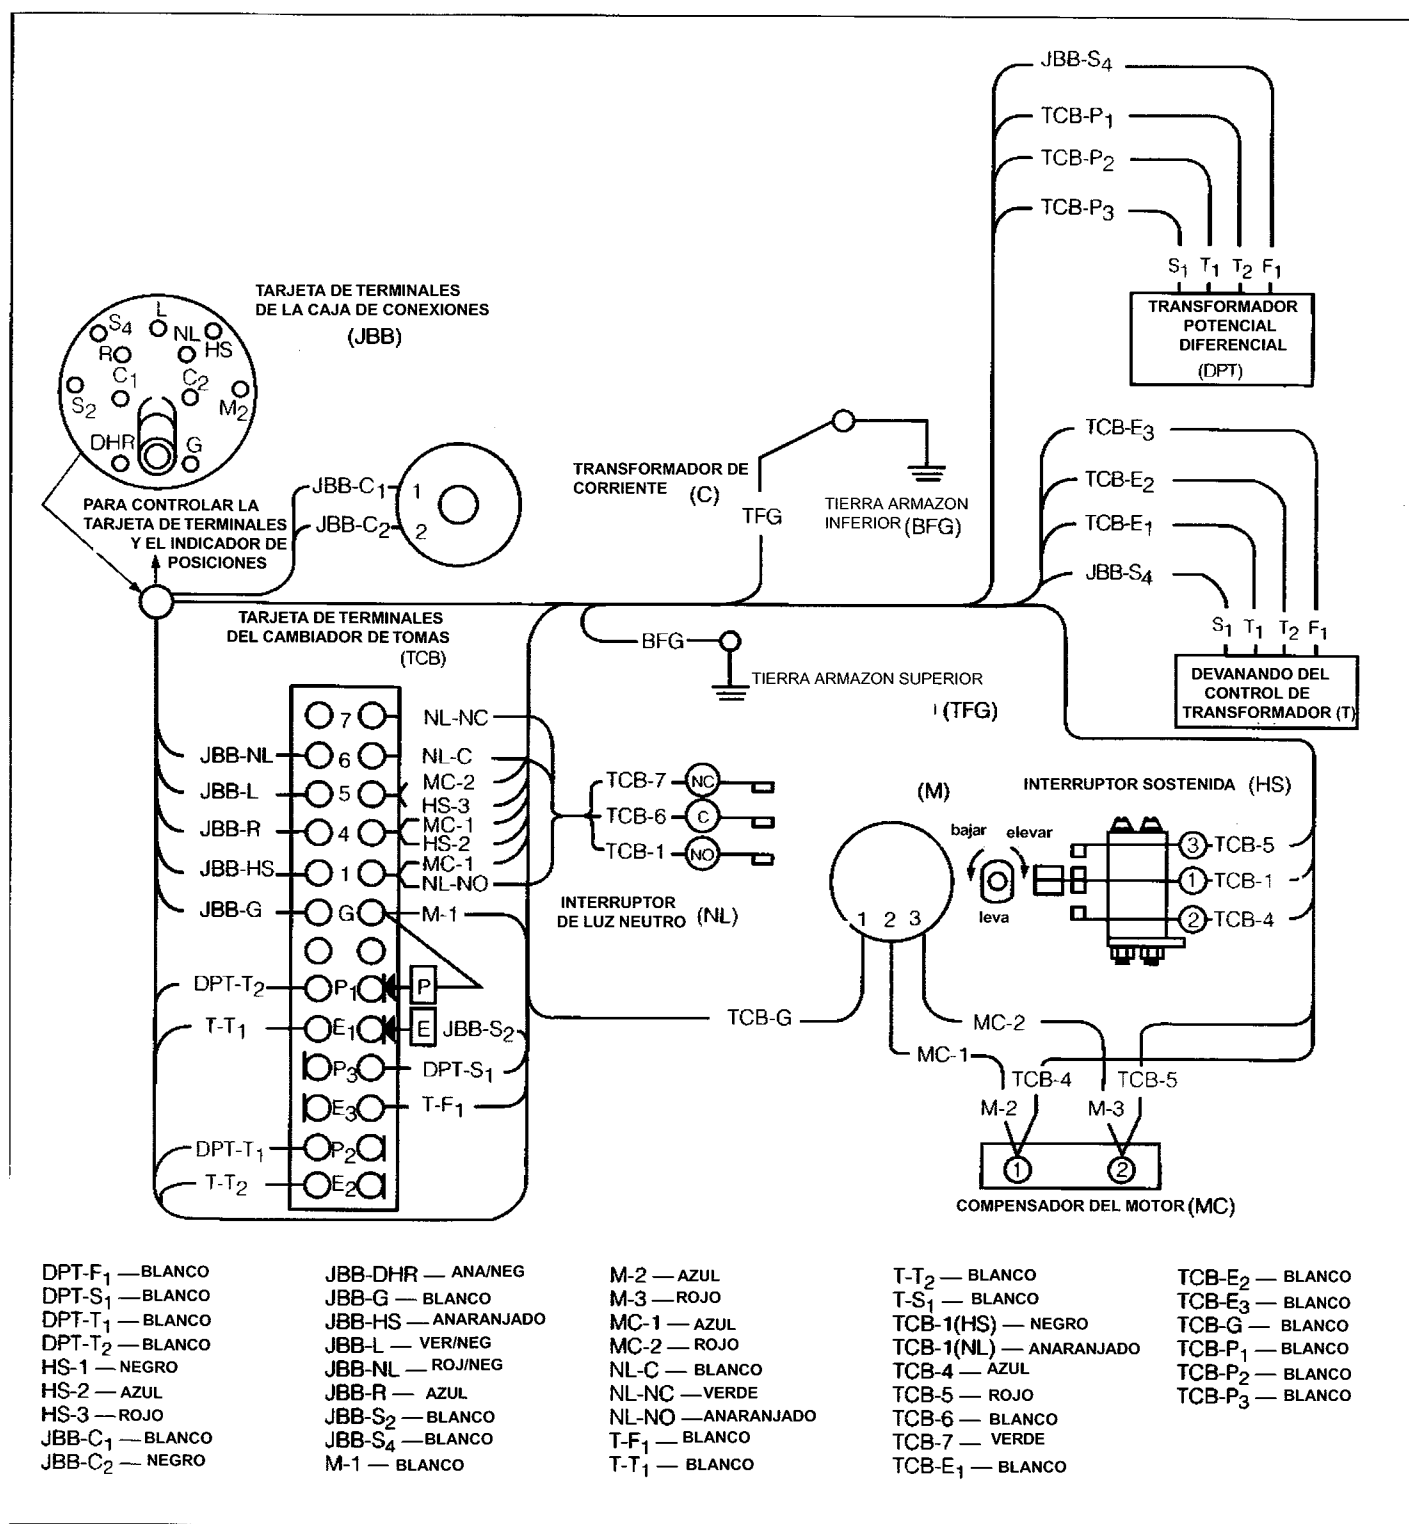 JBB-S4
TCB-P1
TCB-P2
TCB-P3
S1 T1 T2 F1
TRANSFORMADOR
POTENCIAL
DIFERENCIAL
(DPT)
TARJETA DE TERMINALES
DE LA CAJA DE CONEXIONES
(JBB)
L
S4 NL HS
R
C1 C2
S2 M2
DHR G
PARA CONTROLAR LA
TARJETA DE TERMINALES
Y EL INDICADOR DE
POSICIONES
JBB-C1 1
JBB-C2 2
TRANSFORMADOR DE
CORRIENTE (C)
TFG
TIERRA ARMAZON
INFERIOR (BFG)
TCB-E3
TCB-E2
TCB-E1
JBB-S4
S1 T1 T2 F1
DEVANANDO DEL
CONTROL DE
TRANSFORMADOR (T)
TARJETA DE TERMINALES
DEL CAMBIADOR DE TOMAS
(TCB)
BFG
TIERRA ARMAZON SUPERIOR
(TFG)
7 NL-NC
JBB-NL 6 NL-C
JBB-L 5 MC-2
HS-3
JBB-R 4 MC-1
HS-2
JBB-HS 1 MC-1
NL-NO
JBB-G G M-1
DPT-T2 P1 P
T-T1 E1 E JBB-S2
P3 DPT-S1
E3 T-F1
DPT-T1 P2
T-T2 E2
TCB-7 NC
TCB-6 C
TCB-1 NO
INTERRUPTOR
DE LUZ NEUTRO (NL)
(M)
1 2 3
bajar elevar
leva
INTERRUPTOR SOSTENIDA (HS)
3 TCB-5
1 TCB-1
2 TCB-4
TCB-G
MC-2
MC-1
TCB-4 TCB-5
M-2 M-3
1 2
COMPENSADOR DEL MOTOR (MC)
DPT-F1 — BLANCO
DPT-S1 — BLANCO
DPT-T1 — BLANCO
DPT-T2 — BLANCO
HS-1 — NEGRO
HS-2 — AZUL
HS-3 — ROJO
JBB-C1 — BLANCO
JBB-C2 — NEGRO
JBB-DHR — ANA/NEG
JBB-G — BLANCO
JBB-HS — ANARANJADO
JBB-L — VER/NEG
JBB-NL — ROJ/NEG
JBB-R — AZUL
JBB-S2 — BLANCO
JBB-S4 — BLANCO
M-1 — BLANCO
M-2 — AZUL
M-3 — ROJO
MC-1 — AZUL
MC-2 — ROJO
NL-C — BLANCO
NL-NC — VERDE
NL-NO — ANARANJADO
T-F1 — BLANCO
T-T1 — BLANCO
T-T2 — BLANCO
T-S1 — BLANCO
TCB-1(HS) — NEGRO
TCB-1(NL) — ANARANJADO
TCB-4 — AZUL
TCB-5 — ROJO
TCB-6 — BLANCO
TCB-7 — VERDE
TCB-E1 — BLANCO
TCB-E2 — BLANCO
TCB-E3 — BLANCO
TCB-G — BLANCO
TCB-P1 — BLANCO
TCB-P2 — BLANCO
TCB-P3 — BLANCO